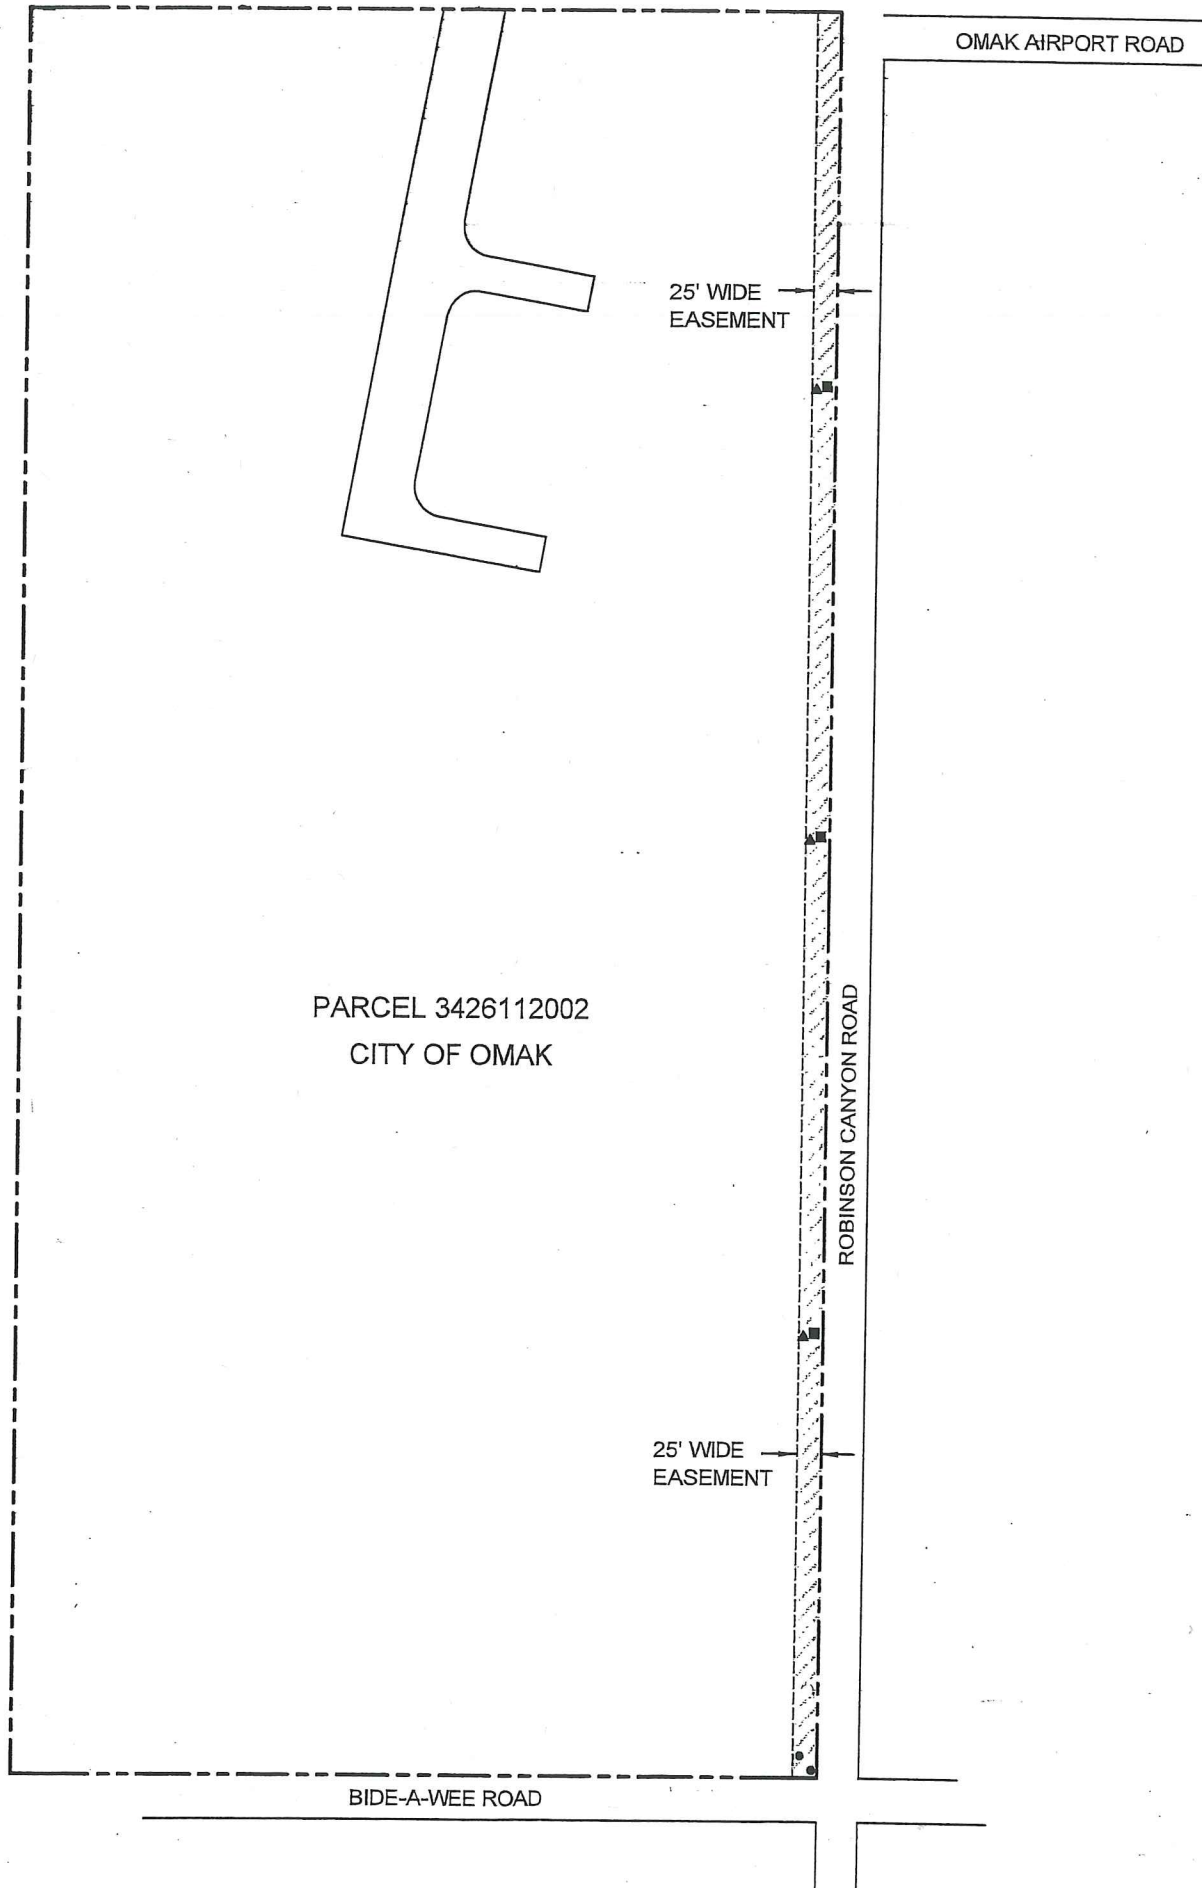 OMAK AIRPORT ROAD
25' WIDE
EASEMENT
PARCEL 3426112002
CITY OF OMAK
ROBINSON CANYON ROAD
25' WIDE
EASEMENT
BIDE-A-WEE ROAD